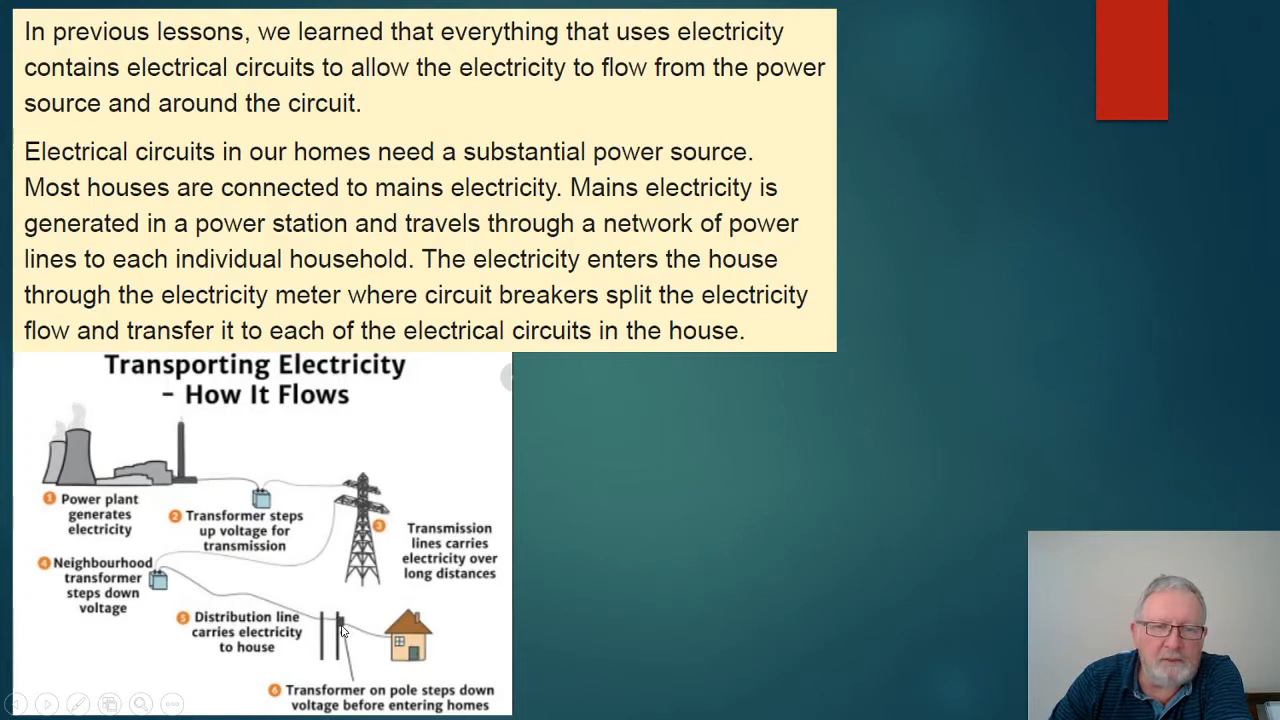 In previous lessons, we learned that everything that uses electricity
contains electrical circuits to allow the electricity to flow from the power
source and around the circuit.
Electrical circuits in our homes need a substantial power source.
Most houses are connected to mains electricity. Mains electricity is
generated in a power station and travels through a network of power
lines to each individual household. The electricity enters the house
through the electricity meter where circuit breakers split the electricity
flow and transfer it to each of the electrical circuits in the house.
Transporting Electricity
– How It Flows
1 Power plant
generates
electricity
2 Transformer steps
up voltage for
transmission
3 Transmission
lines carries
electricity over
long distances
4 Neighbourhood
transformer
steps down
voltage
5 Distribution line
carries electricity
to house
6 Transformer on pole steps down
voltage before entering homes